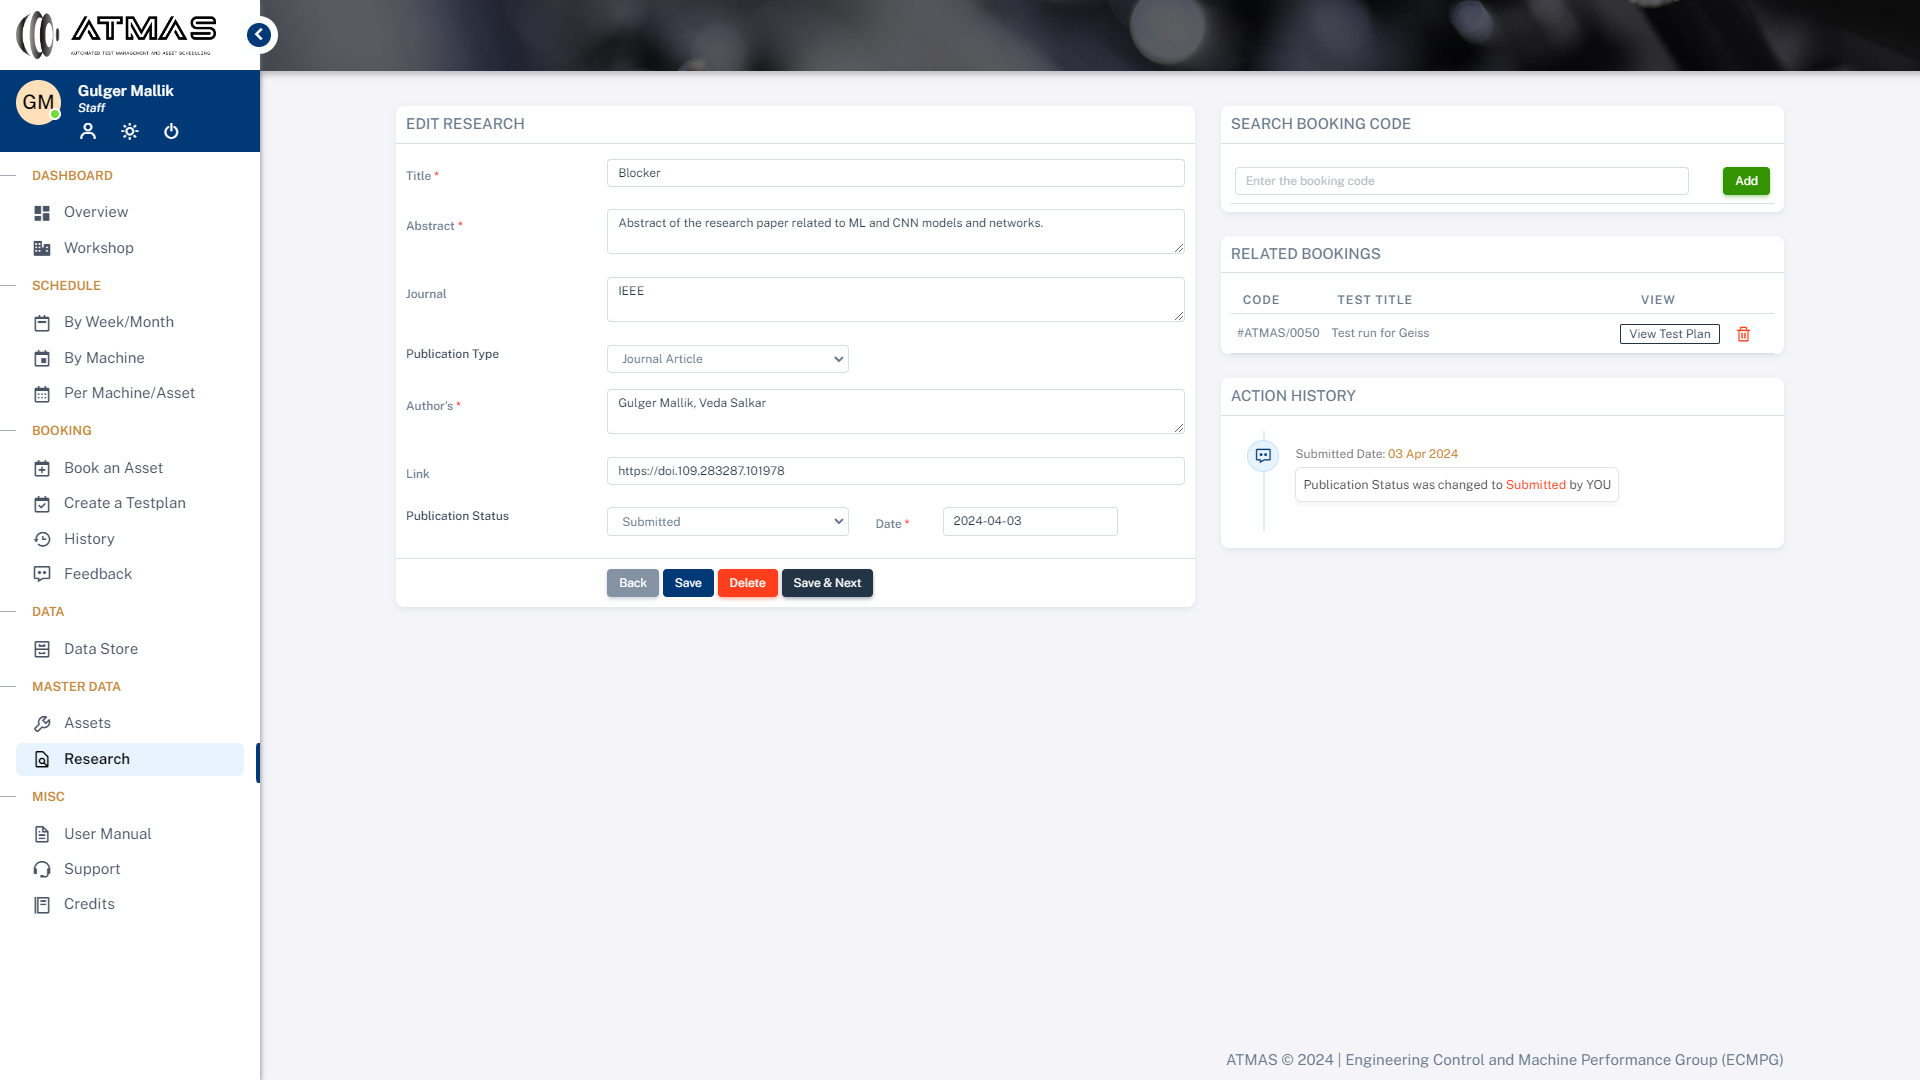 ATMAS
AUTOMATED TEST MANAGEMENT AND ASSET SCHEDULING
GM
Gulger Mallik
Staff
DASHBOARD
Overview
Workshop
SCHEDULE
By Week/Month
By Machine
Per Machine/Asset
BOOKING
Book an Asset
Create a Testplan
History
Feedback
DATA
Data Store
MASTER DATA
Assets
Research
MISC
User Manual
Support
Credits
EDIT RESEARCH
Title *
Blocker
Abstract *
Abstract of the research paper related to ML and CNN models and networks.
Journal
IEEE
Publication Type
Journal Article
Author's *
Gulger Mallik, Veda Salkar
Link
https://doi.109.283287.101978
Publication Status
Submitted
Date *
2024-04-03
Back Save Delete Save & Next
SEARCH BOOKING CODE
Enter the booking code
Add
RELATED BOOKINGS
CODE TEST TITLE VIEW
#ATMAS/0050 Test run for Geiss View Test Plan
ACTION HISTORY
Submitted Date: 03 Apr 2024
Publication Status was changed to Submitted by YOU
ATMAS © 2024 | Engineering Control and Machine Performance Group (ECMPG)